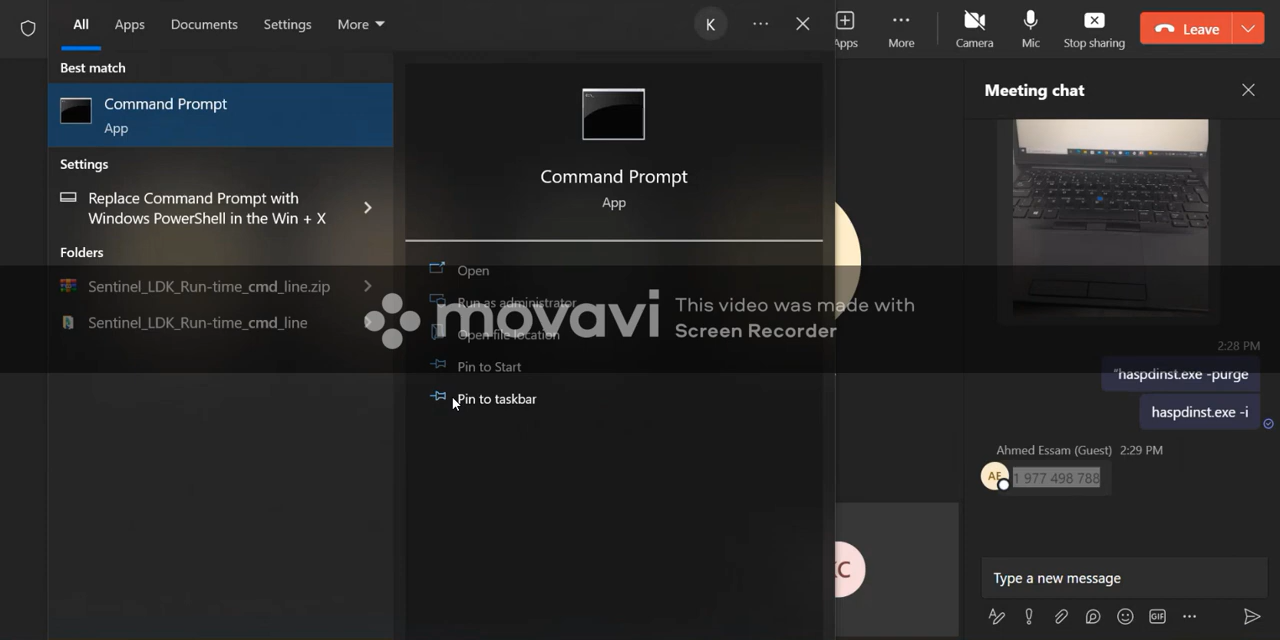 All Apps Documents Settings More
K
Best match
Command Prompt
App
Settings
Replace Command Prompt with
Windows PowerShell in the Win + X
Folders
Sentinel_LDK_Run-time_cmd_line.zip
Sentinel_LDK_Run-time_cmd_line
Command Prompt
App
Open
Run as administrator
Open file location
Pin to Start
Pin to taskbar
movavi
This video was made with
Screen Recorder
Apps More Camera Mic Stop sharing Leave
Meeting chat
2:28 PM
"haspdinst.exe -purge
haspdinst.exe -i
Ahmed Essam (Guest) 2:29 PM
AE
1 977 498 788
Type a new message
GIF